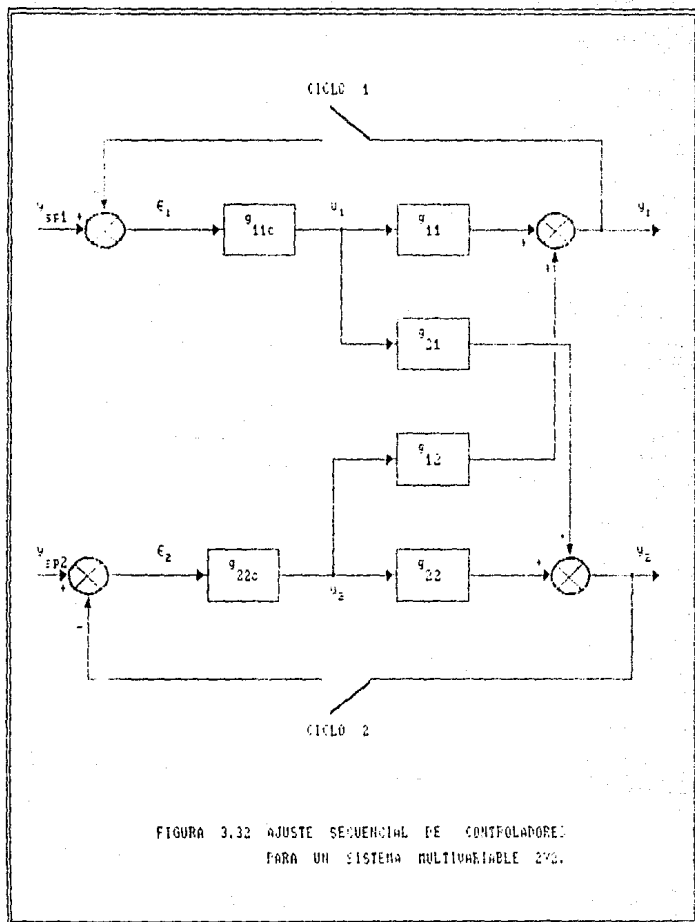 CICLO 1
y SP1 + ϵ1 g 11c u1 g 11 + y1
+
g 21
g 12
+
y SP2 + ϵ2 g 22c u2 g 22 + y2
-
CICLO 2
FIGURA 3.32 AJUSTE SECUENCIAL DE CONTROLADORES
PARA UN SISTEMA MULTIVARIABLE 2X2.